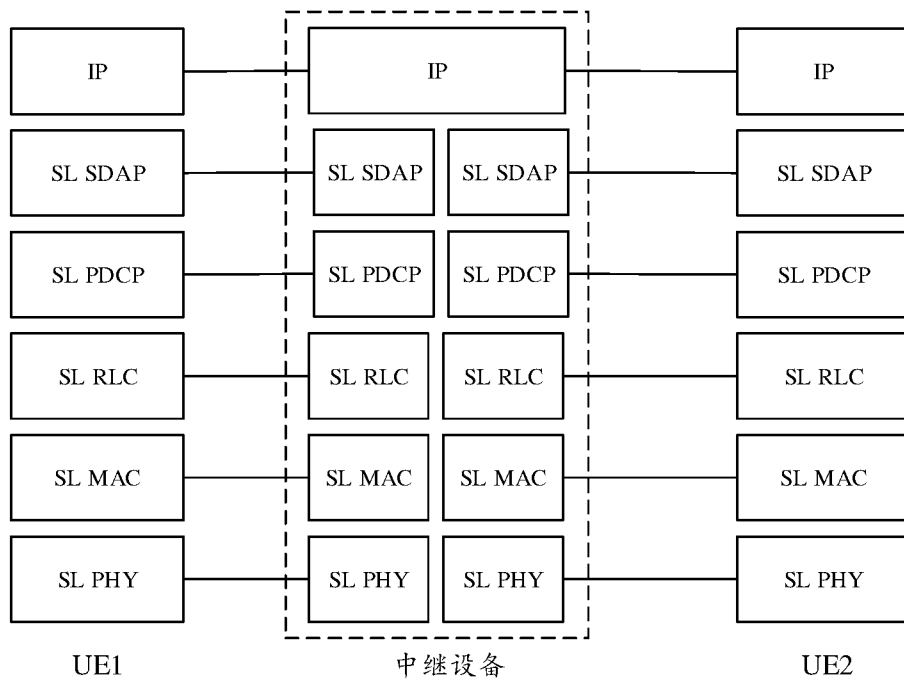 IP IP IP
SL SDAP SL SDAP SL SDAP SL SDAP
SL PDCP SL PDCP SL PDCP SL PDCP
SL RLC SL RLC SL RLC SL RLC
SL MAC SL MAC SL MAC SL MAC
SL PHY SL PHY SL PHY SL PHY
UE1 中继设备 UE2